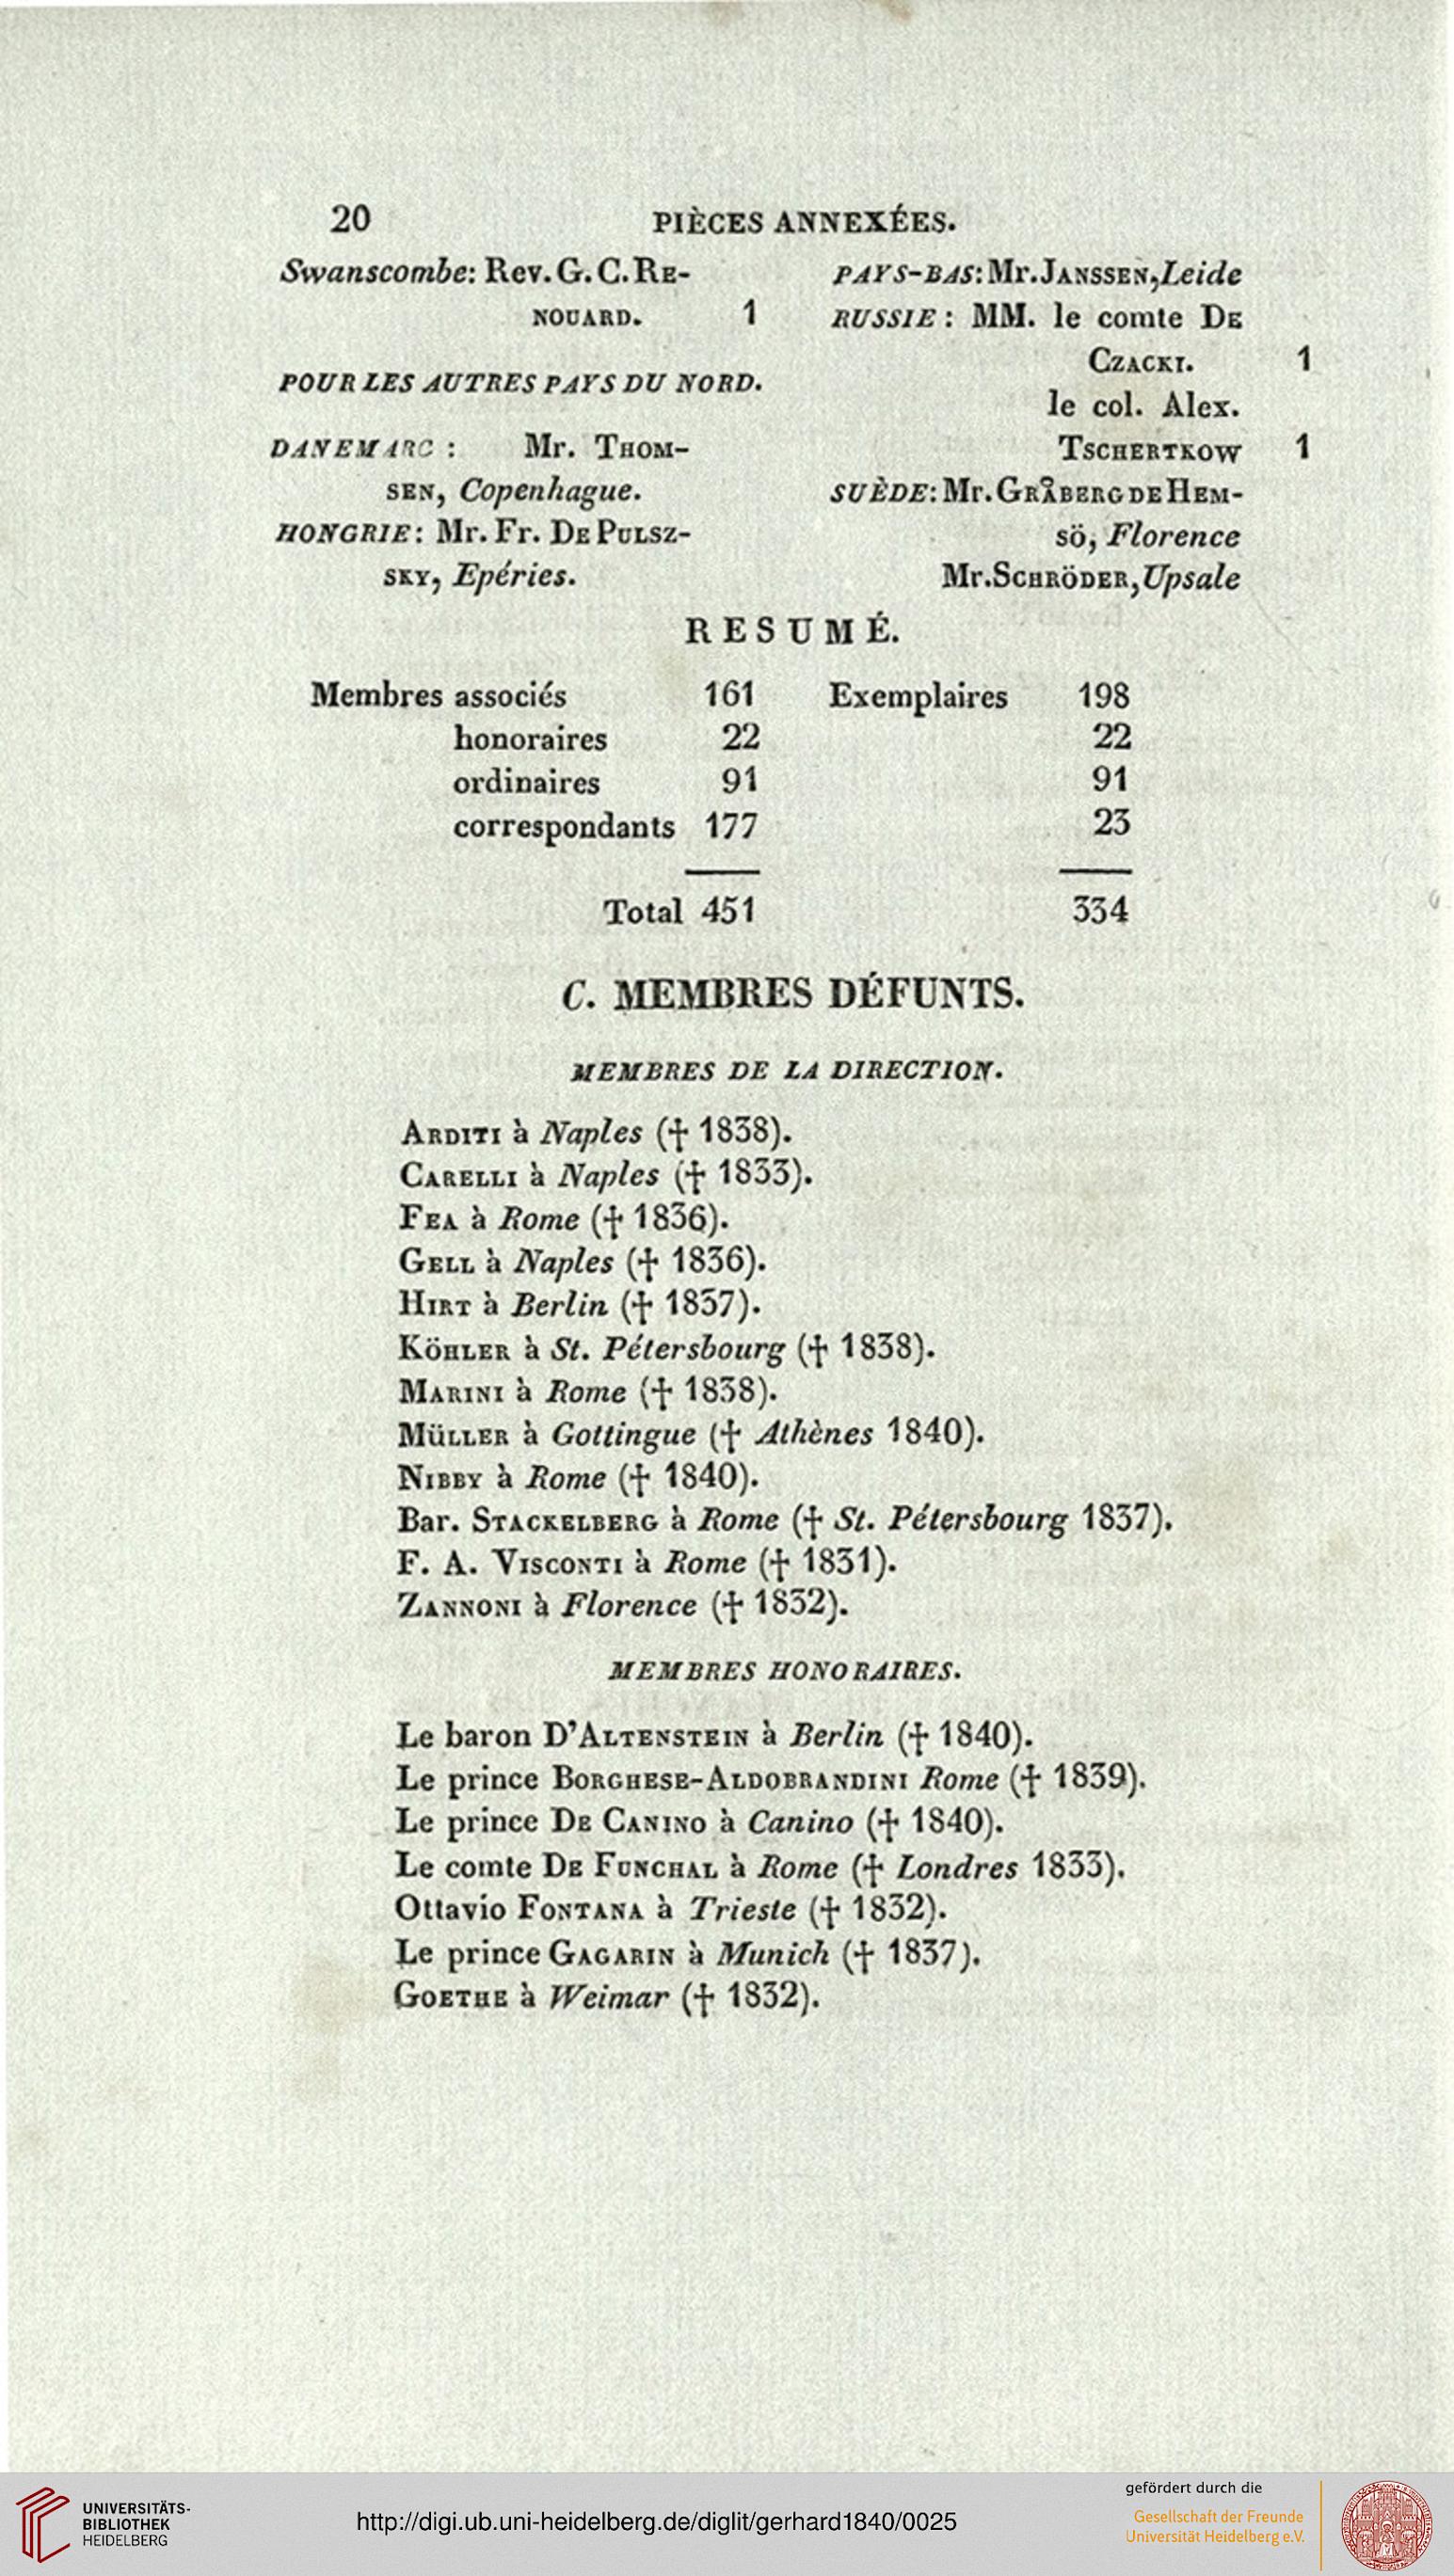 20 PIÈCES ANNEXÉES.
Swanscombe: Rev. G. C. RE-
NOUARD. 1
POUR LES AUTRES PAYS DU NORD.
DANEMARC : Mr. THOM-
SEN, Copenhague.
HONGRIE: Mr. Fr. DE PULSZ-
SKY, Epéries.
PAYS-BAS: Mr. JANSSEN, Leide
RUSSIE : MM. le comte DE
CZACKI. 1
le col. Alex.
TSCHERTKOW 1
SUÈDE: Mr. GRÅBERG DE HEM-
SÖ, Florence
Mr. SCHRÖDER, Upsale
RESUMÉ.
Membres associés 161 Exemplaires 198
honoraires 22 22
ordinaires 91 91
correspondants 177 23
Total 451 334
C. MEMBRES DÉFUNTS.
MEMBRES DE LA DIRECTION.
ARDITI à Naples († 1838).
CARELLI à Naples († 1833).
FEA à Rome († 1836).
GELL à Naples († 1836).
HIRT à Berlin († 1837).
KÖHLER à St. Pétersbourg († 1838).
MARINI à Rome († 1838).
MÜLLER à Gottingue († Athènes 1840).
NIBBY à Rome († 1840).
Bar. STACKELBERG à Rome († St. Pétersbourg 1837).
F. A. VISCONTI à Rome († 1831).
ZANNONI à Florence († 1832).
MEMBRES HONORAIRES.
Le baron D'ALTENSTEIN à Berlin († 1840).
Le prince BORGHESE-ALDOBRANDINI Rome († 1839).
Le prince DE CANINO à Canino († 1840).
Le comte DE FUNCHAL à Rome († Londres 1833).
Ottavio FONTANA à Trieste († 1832).
Le prince GAGARIN à Munich († 1837).
GOETHE à Weimar († 1832).
UNIVERSITÄTS-
BIBLIOTHEK
HEIDELBERG
http://digi.ub.uni-heidelberg.de/diglit/gerhard1840/0025
gefördert durch die
Gesellschaft der Freunde
Universität Heidelberg e.V.